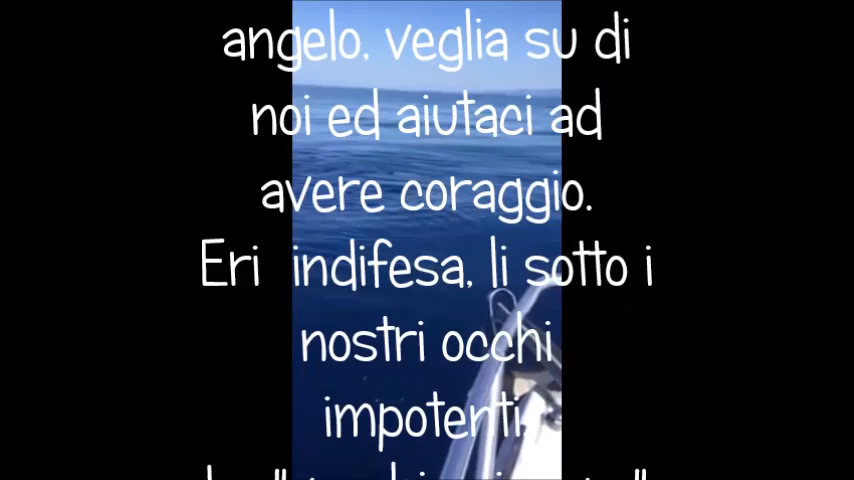 angelo, veglia su di
noi ed aiutaci ad
avere coraggio.
Eri indifesa, li sotto i
nostri occhi
impotenti,